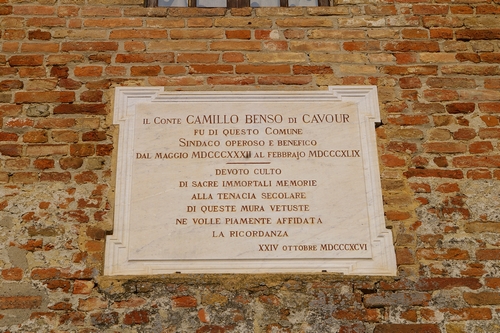 IL CONTE CAMILLO BENSO DI CAVOUR
FU DI QUESTO COMUNE
SINDACO OPEROSO E BENEFICO
DAL MAGGIO MDCCCXXXII AL FEBBRAJO MDCCCXLIX
DEVOTO CULTO
DI SACRE IMMORTALI MEMORIE
ALLA TENACIA SECOLARE
DI QUESTE MURA VETUSTE
NE VOLLE PIAMENTE AFFIDATA
LA RICORDANZA
XXIV OTTOBRE MDCCCXCVI